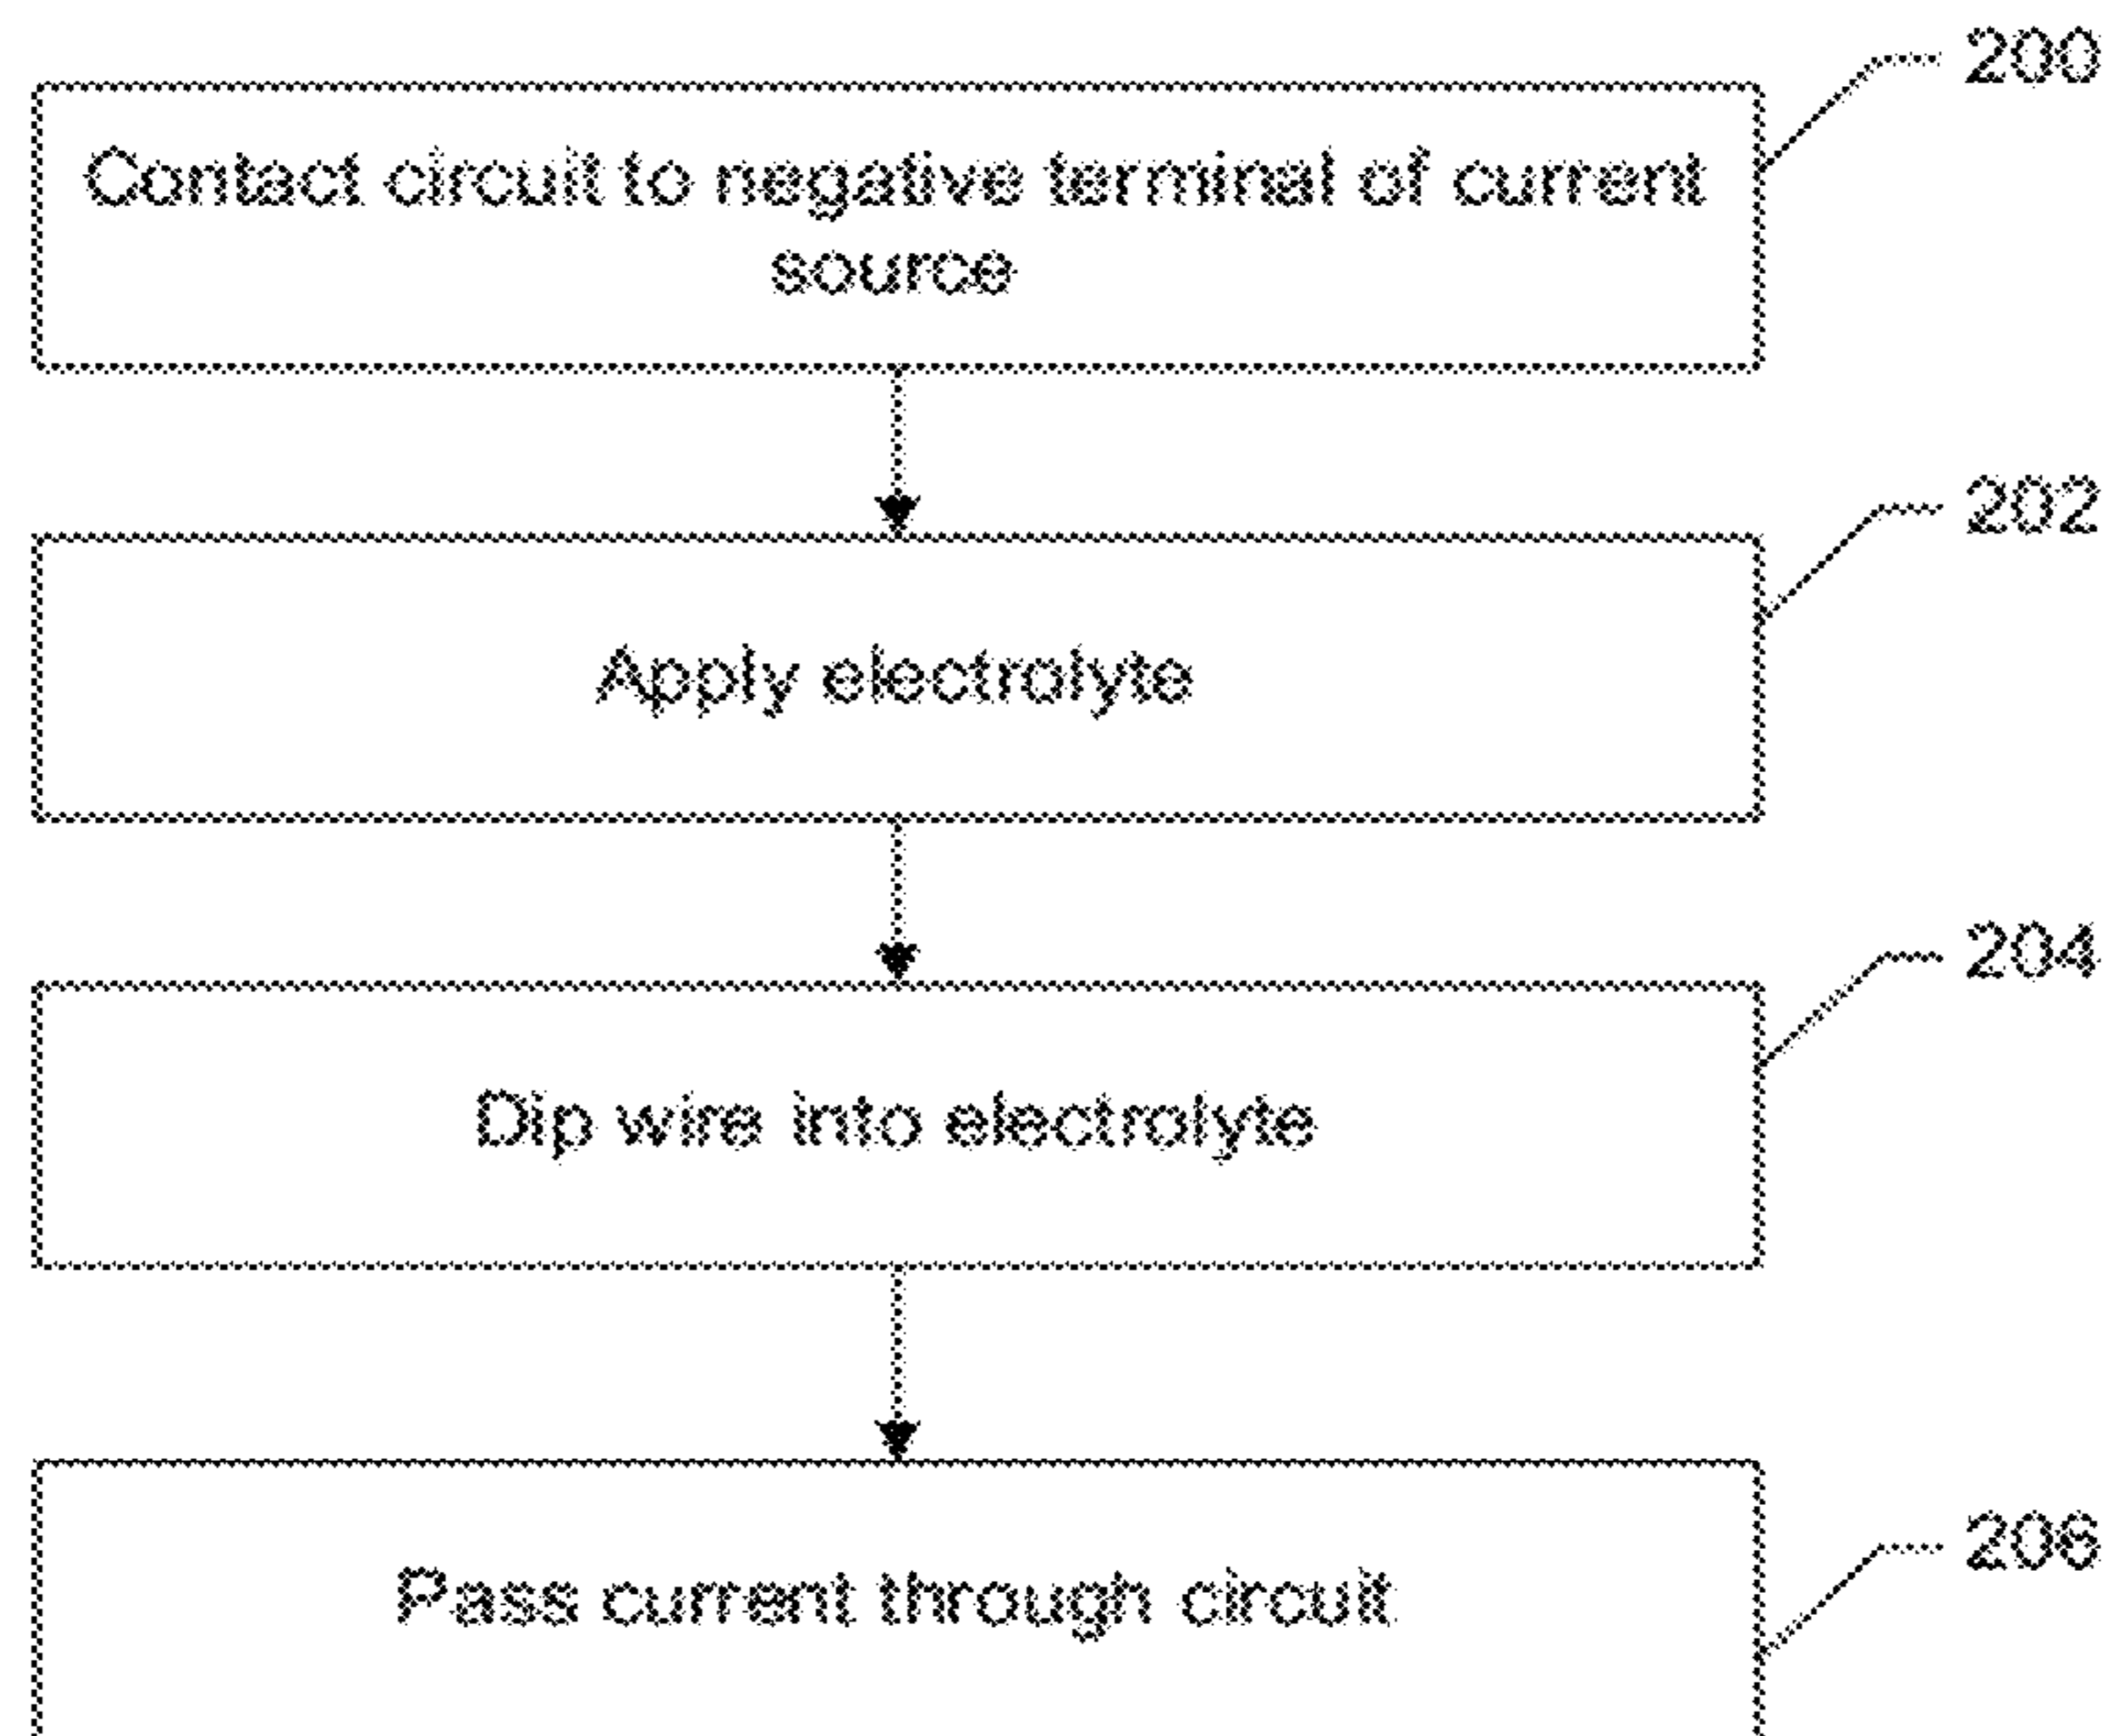 200
Contact circuit to negative terminal of current
source
202
Apply electrolyte
204
Dip wire into electrolyte
206
Pass current through circuit